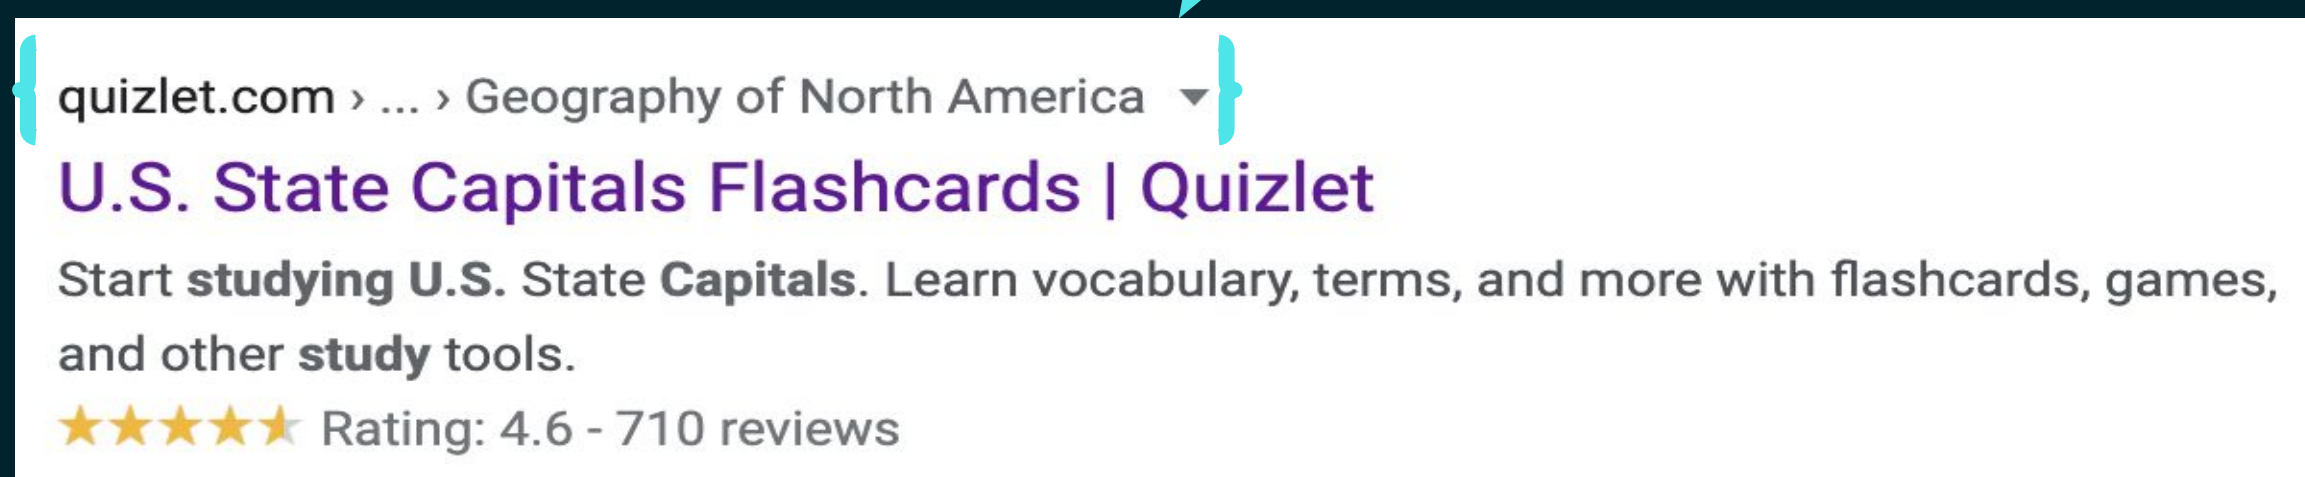 quizlet.com › ... › Geography of North America
U.S. State Capitals Flashcards | Quizlet
Start studying U.S. State Capitals. Learn vocabulary, terms, and more with flashcards, games,
and other study tools.
Rating: 4.6 - 710 reviews